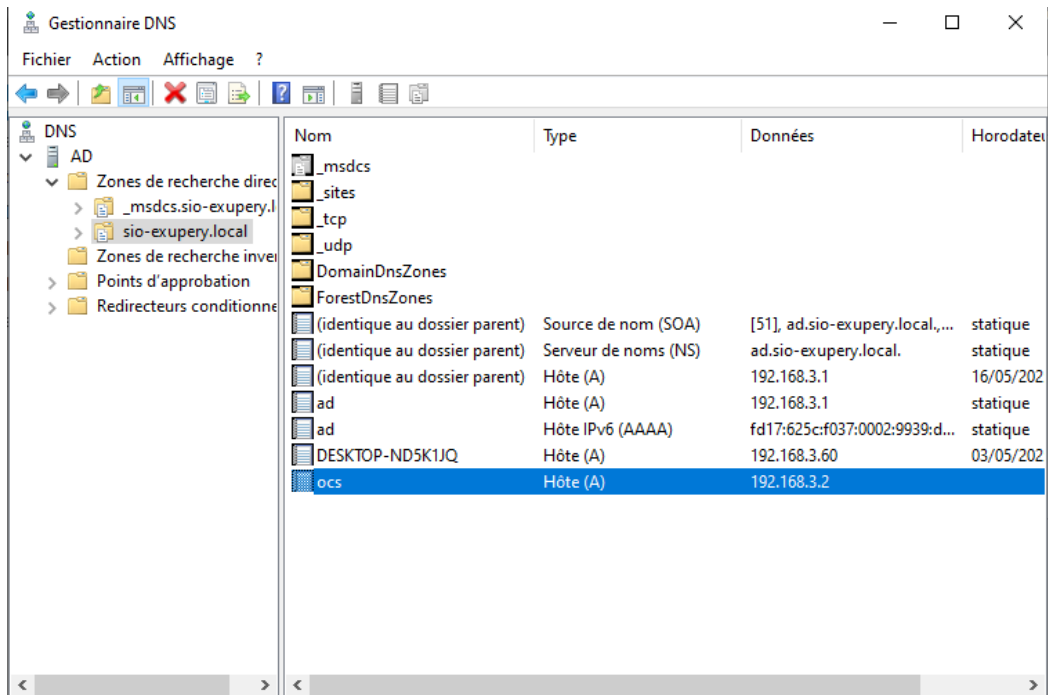 Gestionnaire DNS
Fichier Action Affichage ?
DNS
AD
Zones de recherche direc
_msdcs.sio-exupery.l
sio-exupery.local
Zones de recherche inver
Points d'approbation
Redirecteurs conditionne
Nom Type Données Horodateu
_msdcs
_sites
_tcp
_udp
DomainDnsZones
ForestDnsZones
(identique au dossier parent) Source de nom (SOA) [51], ad.sio-exupery.local.,... statique
(identique au dossier parent) Serveur de noms (NS) ad.sio-exupery.local. statique
(identique au dossier parent) Hôte (A) 192.168.3.1 16/05/202
ad Hôte (A) 192.168.3.1 statique
ad Hôte IPv6 (AAAA) fd17:625c:f037:0002:9939:d... statique
DESKTOP-ND5K1JQ Hôte (A) 192.168.3.60 03/05/202
ocs Hôte (A) 192.168.3.2